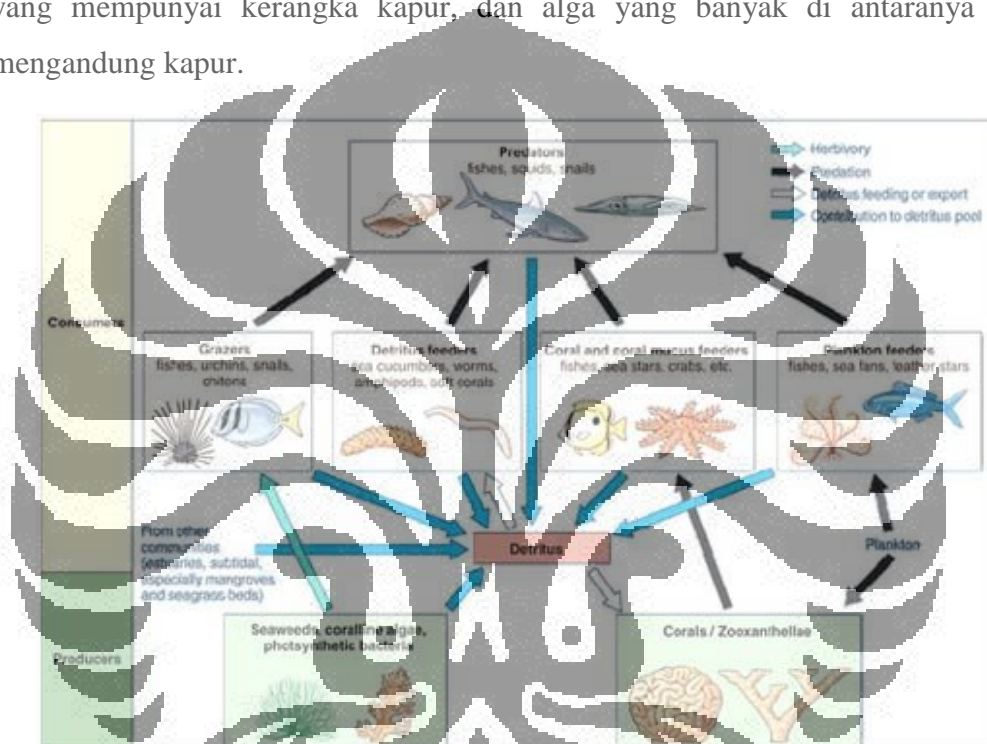 yang mempunyai kerangka kapur, dan alga yang banyak di antaranya
mengandung kapur.
Predators
fishes, squids, snails
Herbivory
Predation
Detritus feeding or export
Contribution to detritus pool
Consumers
Grazers
fishes, urchins, snails,
chitons
Detritus feeders
sea cucumbers, worms,
amphipods, soft corals
Coral and coral mucus feeders
fishes, sea stars, crabs, etc.
Plankton feeders
fishes, sea fans, feather stars
From other
communities
(estuaries, subtidal,
especially mangroves
and seagrass beds)
Detritus
Plankton
Producers
Seaweeds, coralline algae,
photsynthetic bacteria
Corals / Zooxanthellae